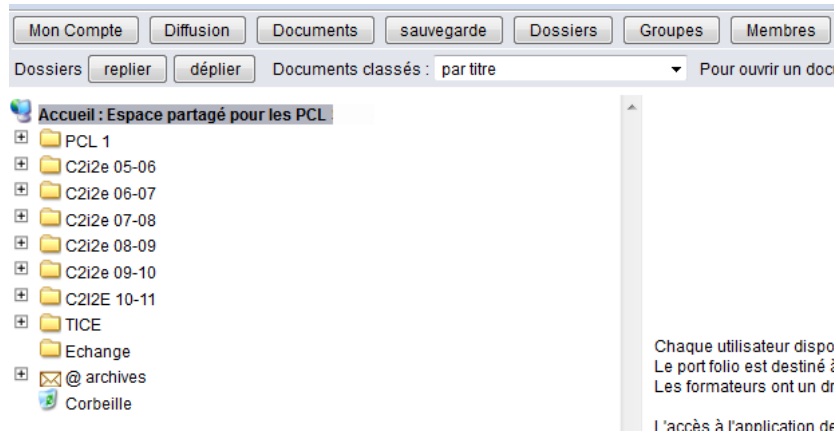 Mon Compte Diffusion Documents sauvegarde Dossiers Groupes Membres
Dossiers replier déplier Documents classés : par titre Pour ouvrir un doc
Accueil : Espace partagé pour les PCL
PCL 1
C2i2e 05-06
C2i2e 06-07
C2i2e 07-08
C2i2e 08-09
C2i2e 09-10
C2I2E 10-11
TICE
Echange
@ archives
Corbeille
Chaque utilisateur dispo
Le port folio est destiné à
Les formateurs ont un dr
L'accès à l'application de